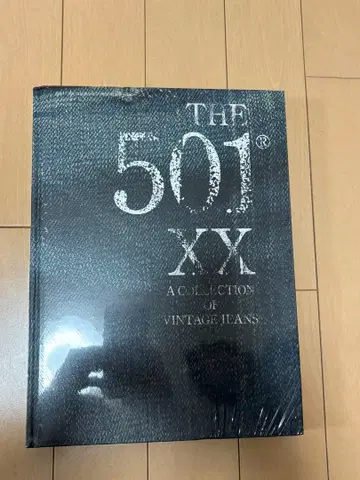 THE
501®
XX
A COLLECTION
OF
VINTAGE JEANS